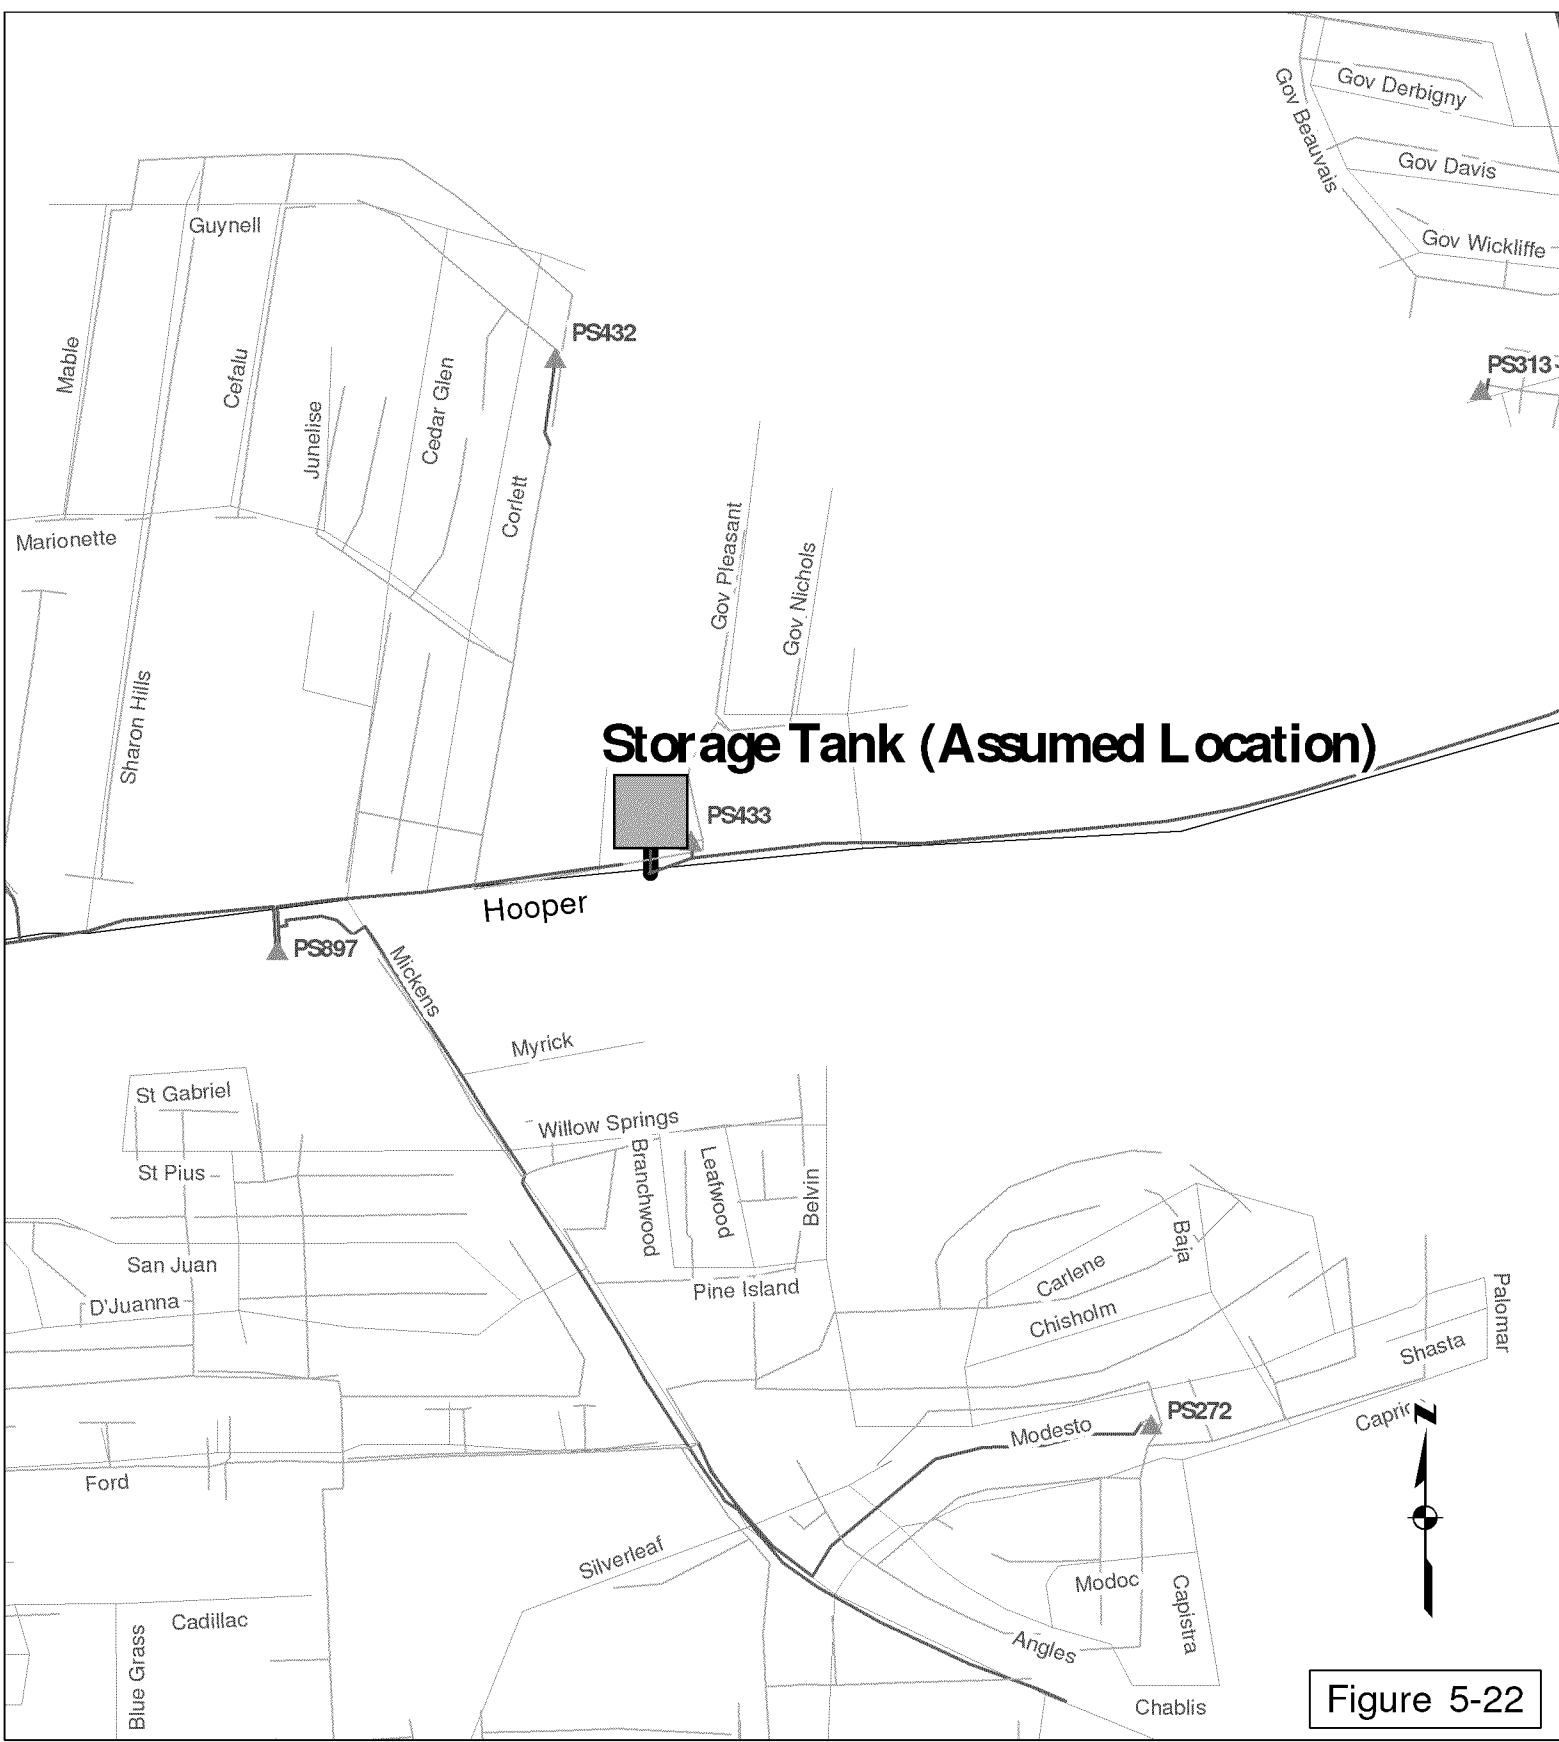 Gov Derbigny
Gov Beauvais
Gov Davis
Guynell
Gov Wickliffe
PS432
Mable
PS313
Cefalu
Cedar Glen
Junelise
Corlett
Gov Pleasant
Marionette
Gov Nichols
Sharon Hills
Storage Tank (Assumed Location)
PS433
Hooper
PS897
Mickens
Myrick
St Gabriel
Willow Springs
Branchwood
Leafwood
St Pius
Belvin
Baja
San Juan
Carlene
Pine Island
D'Juanna
Chisholm
Palomar
Shasta
PS272
Capric
Z
Modesto
Ford
Silverleaf
Modoc
Capistra
Cadillac
Blue Grass
Angles
Chablis
Figure 5-22